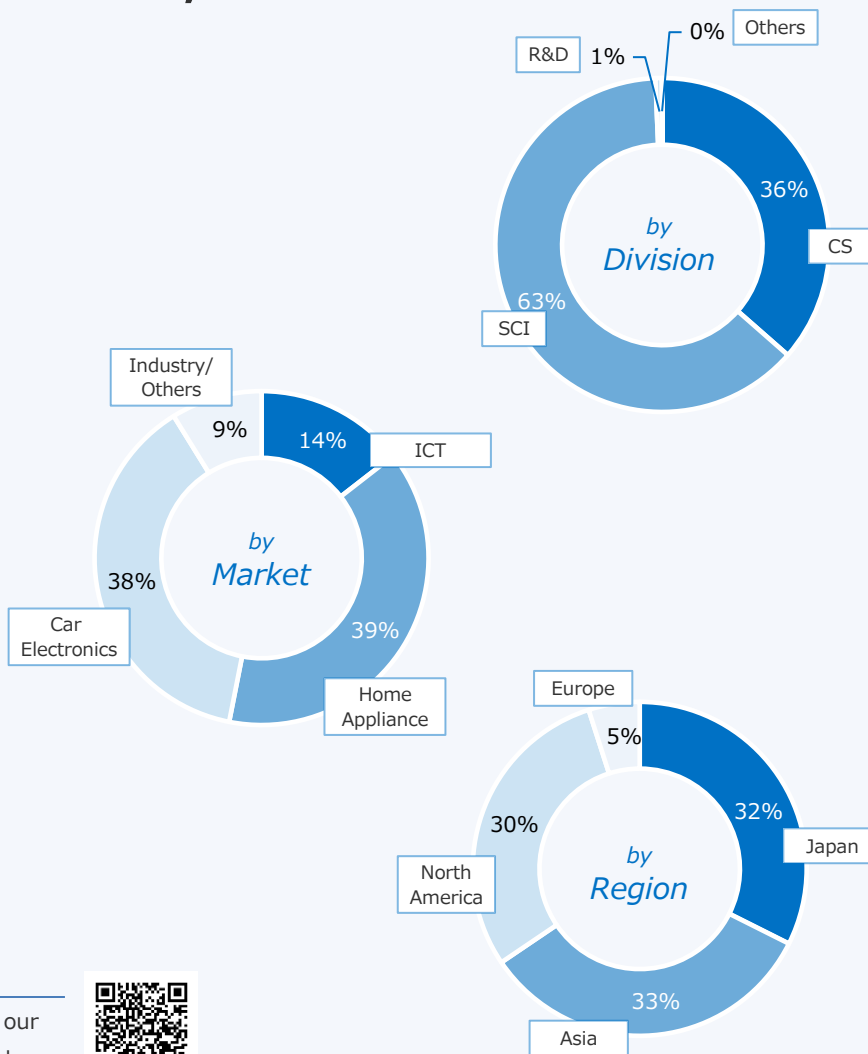 0%
Others
R&D
1%
36%
by
Division
CS
63%
SCI
Industry/
Others
9%
14%
ICT
by
Market
38%
Car
Electronics
39%
Home
Appliance
Europe
5%
32%
30%
Japan
by
Region
North
America
33%
our
Asia